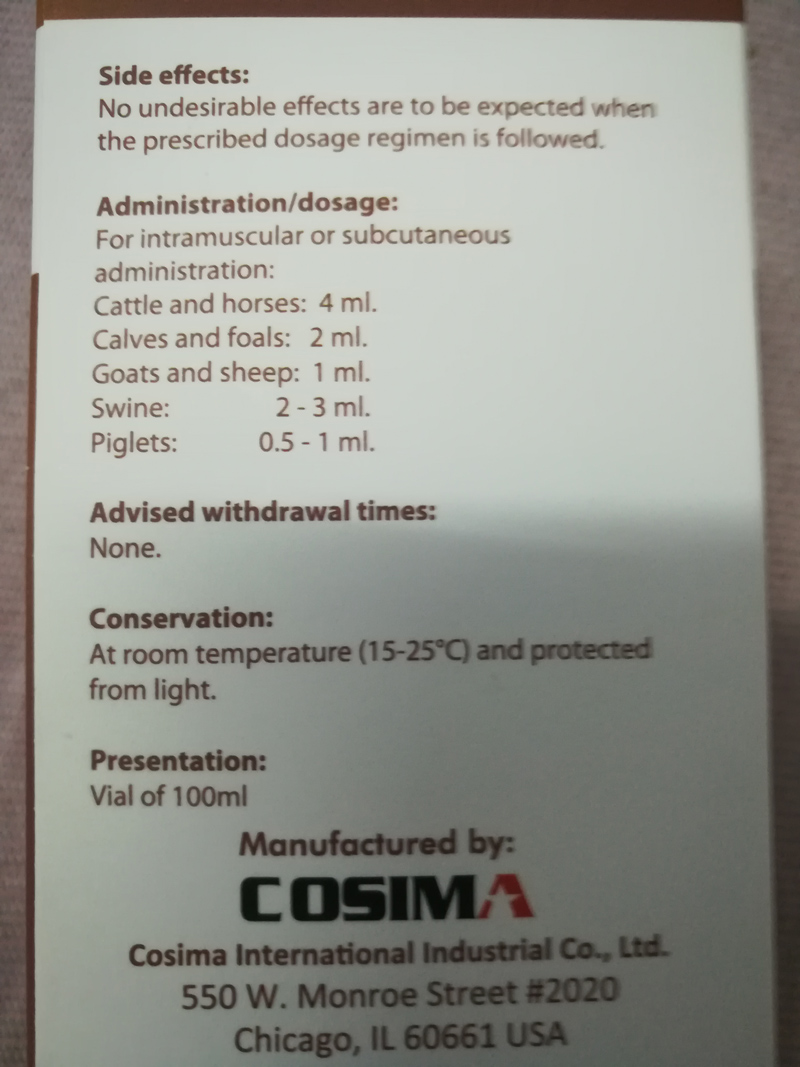 Side effects:
No undesirable effects are to be expected when
the prescribed dosage regimen is followed.
Administration/dosage:
For intramuscular or subcutaneous
administration:
Cattle and horses: 4 ml.
Calves and foals: 2 ml.
Goats and sheep: 1 ml.
Swine: 2 - 3 ml.
Piglets: 0.5 - 1 ml.
Advised withdrawal times:
None.
Conservation:
At room temperature (15-25°C) and protected
from light.
Presentation:
Vial of 100ml
Manufactured by:
COSIMA
Cosima International Industrial Co., Ltd.
550 W. Monroe Street #2020
Chicago, IL 60661 USA